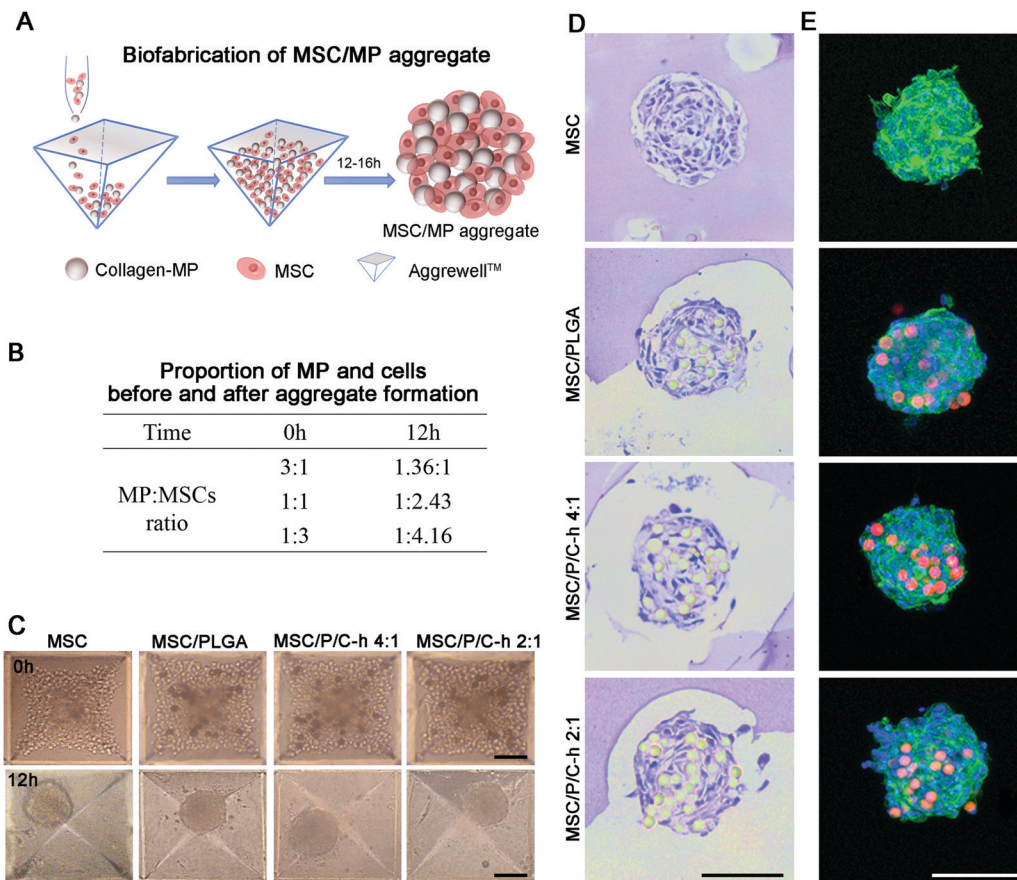 A
Biofabrication of MSC/MP aggregate
12-16h
MSC/MP aggregate
Collagen-MP
MSC
Aggrewell™
B
Proportion of MP and cells
before and after aggregate formation
Time 0h 12h
MP:MSCs
ratio
3:1 1.36:1
1:1 1:2.43
1:3 1:4.16
C
MSC MSC/PLGA MSC/P/C-h 4:1 MSC/P/C-h 2:1
0h
12h
D
MSC
MSC/PLGA
MSC/P/C-h 4:1
MSC/P/C-h 2:1
E